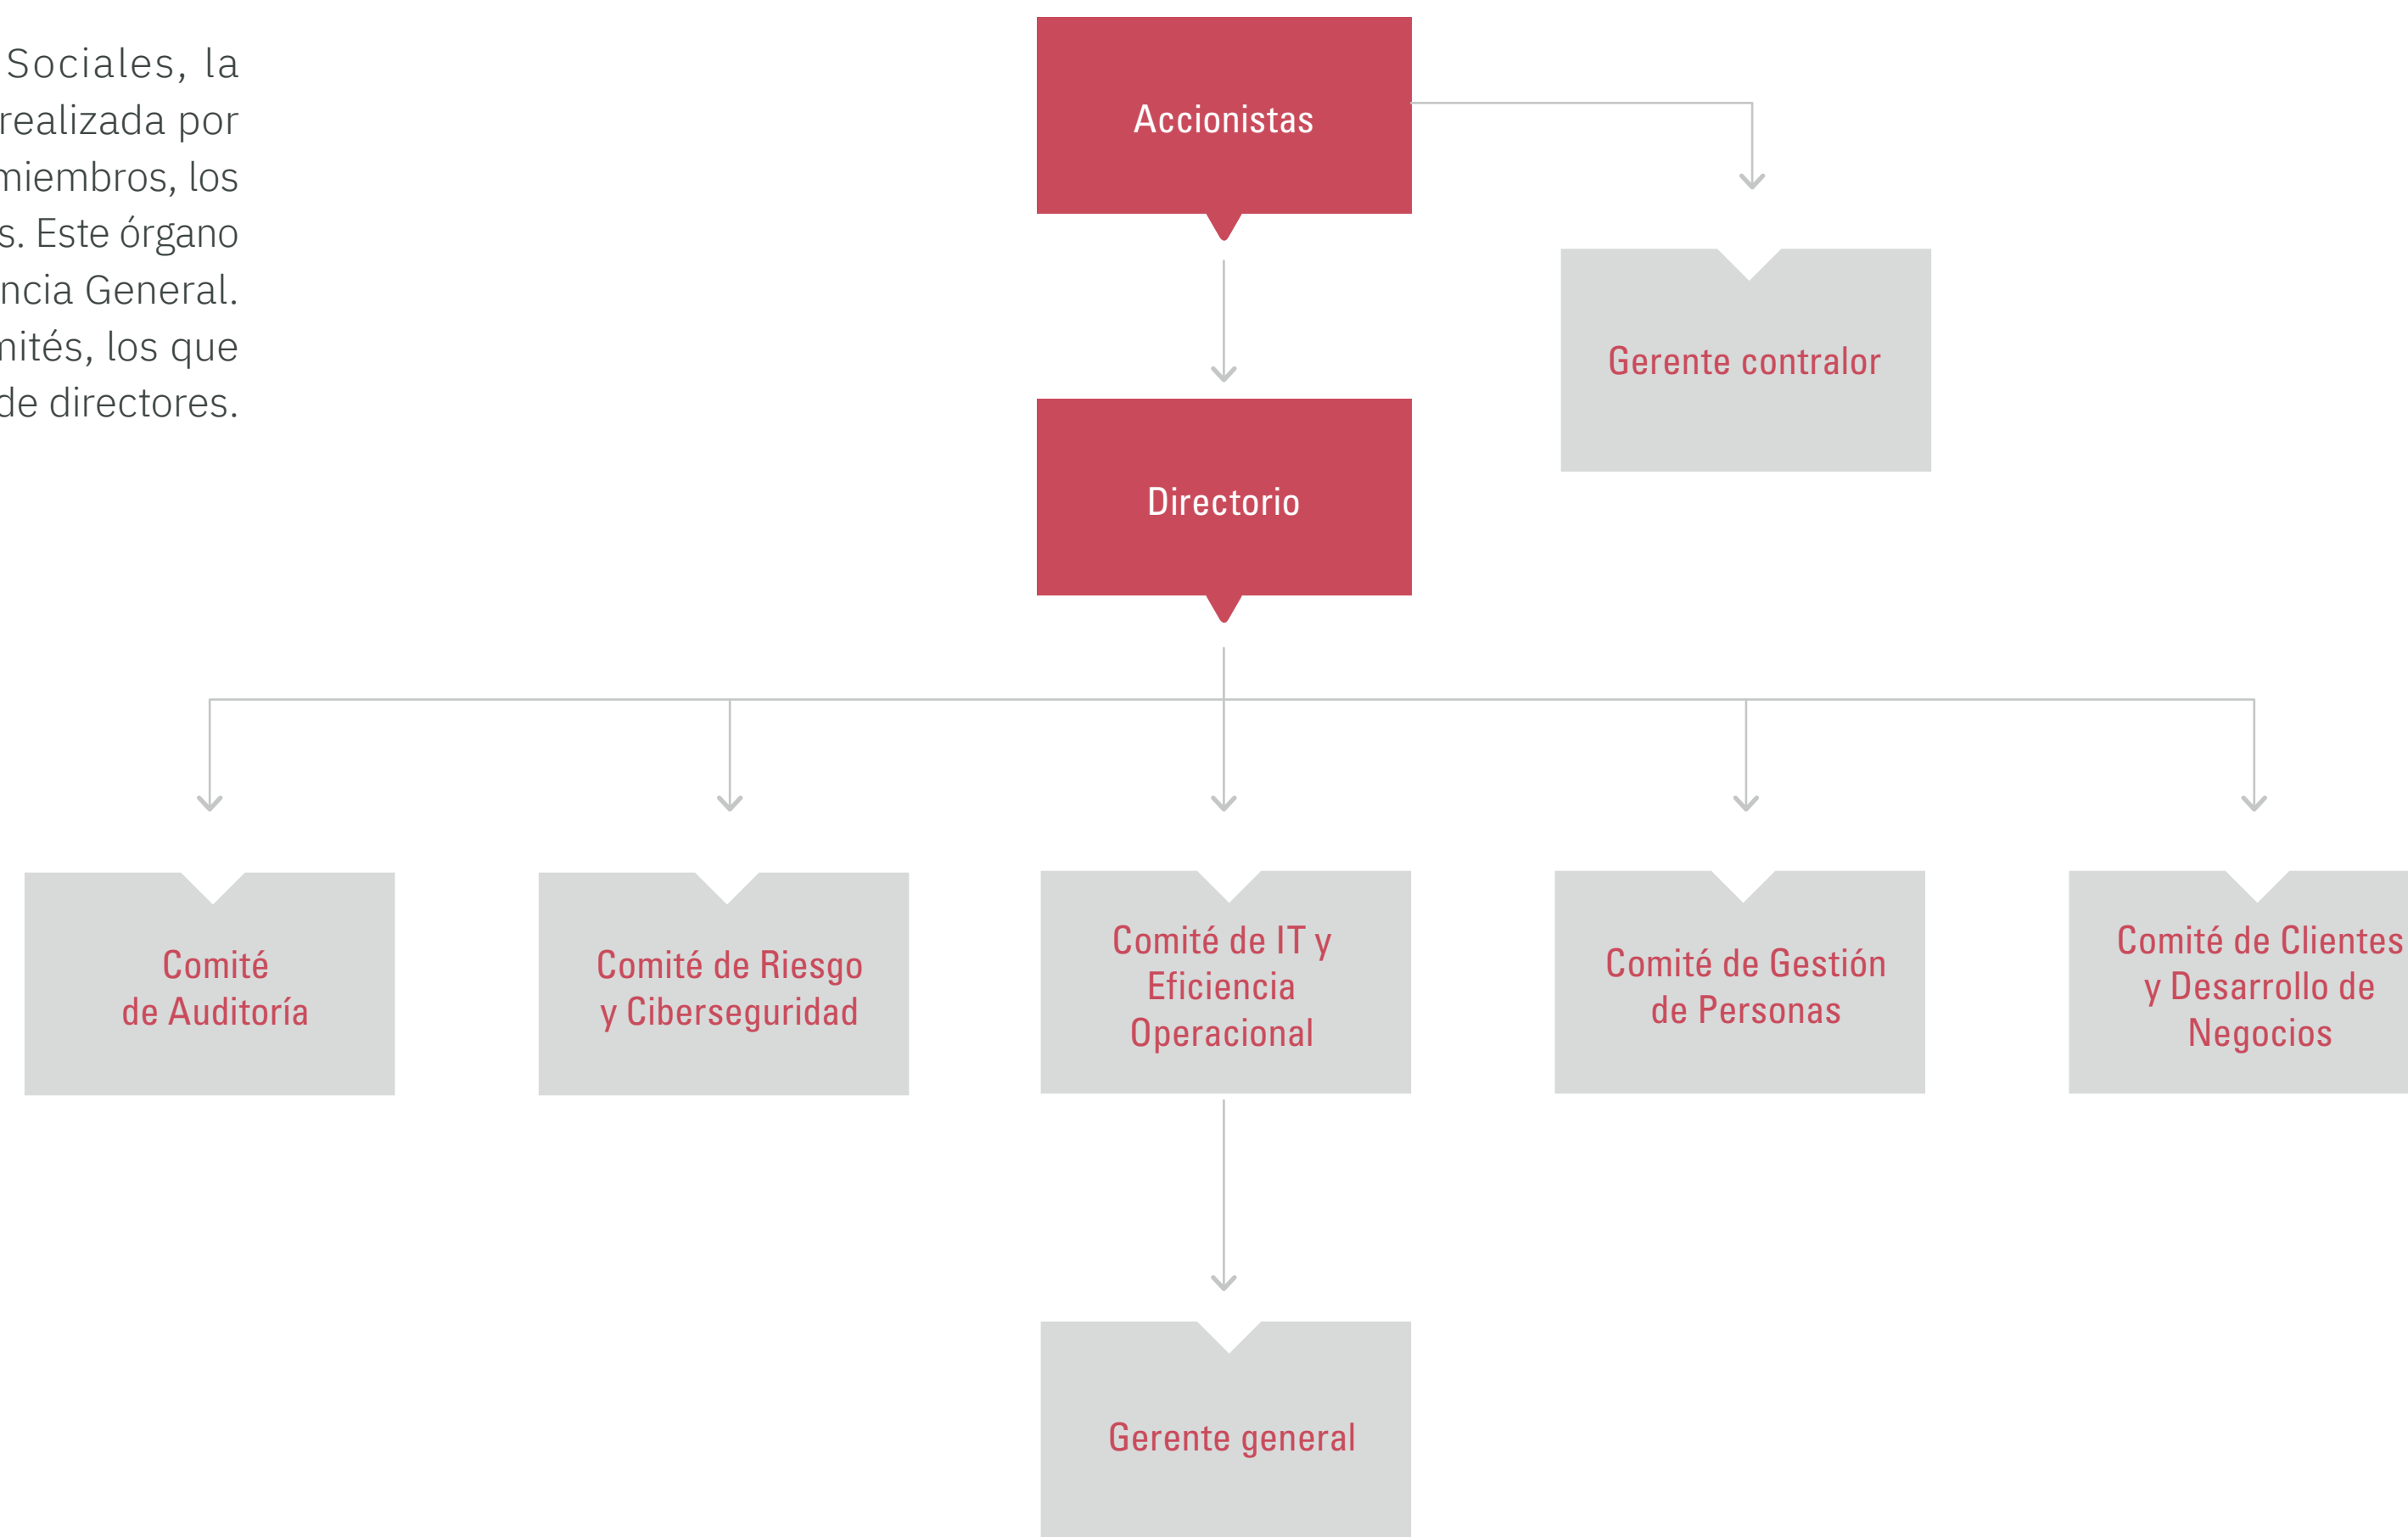 Sociales, la
realizada por
miembros, los
Este órgano
General.
los que
de directores.
Accionistas
Gerente contralor
Directorio
Comité
de Auditoría
Comité de Riesgo
y Ciberseguridad
Comité de IT y
Eficiencia
Operacional
Comité de Gestión
de Personas
Comité de Clientes
y Desarrollo de
Negocios
Gerente general